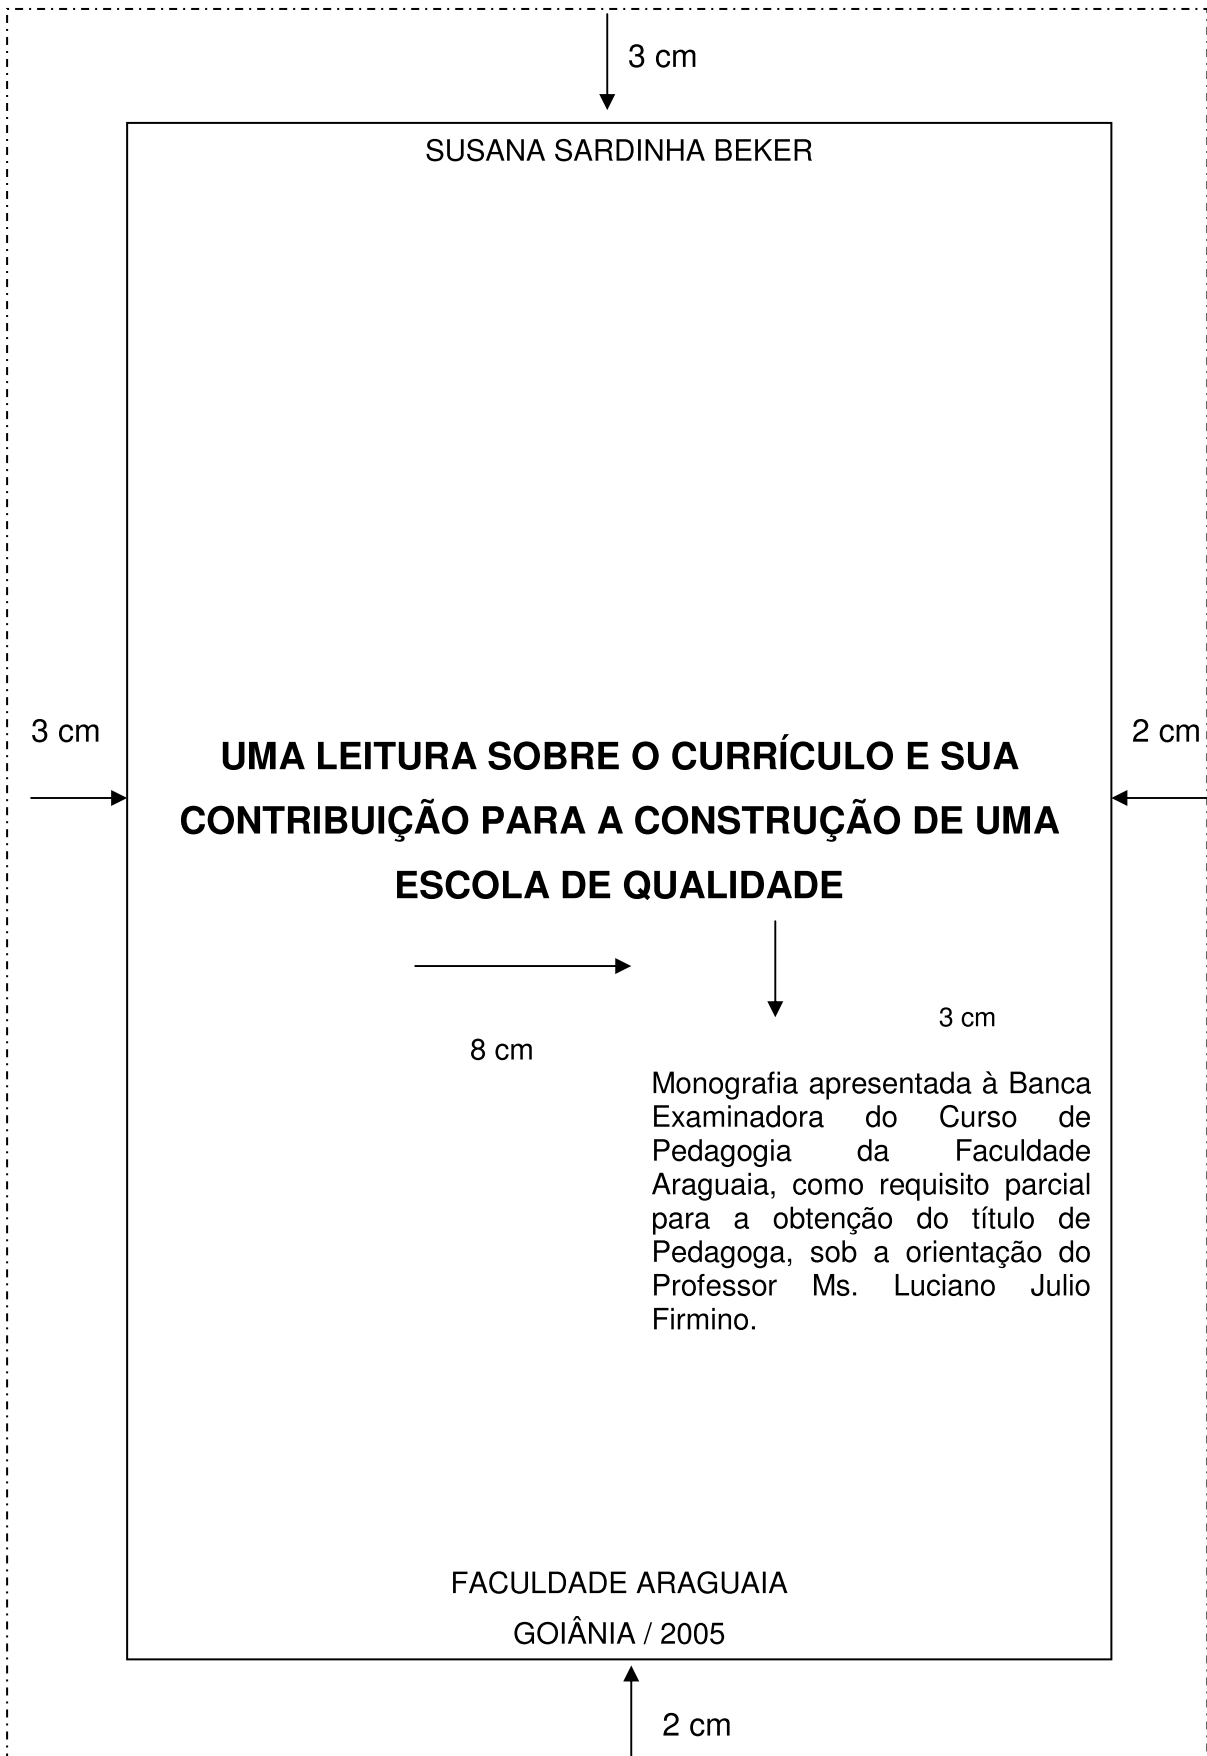 3 cm
SUSANA SARDINHA BEKER
3 cm
2 cm
UMA LEITURA SOBRE O CURRÍCULO E SUA
CONTRIBUIÇÃO PARA A CONSTRUÇÃO DE UMA
ESCOLA DE QUALIDADE
3 cm
8 cm
Monografia apresentada à Banca
Examinadora do Curso de
Pedagogia da Faculdade
Araguaia, como requisito parcial
para a obtenção do título de
Pedagoga, sob a orientação do
Professor Ms. Luciano Julio
Firmino.
FACULDADE ARAGUAIA
GOIÂNIA / 2005
2 cm